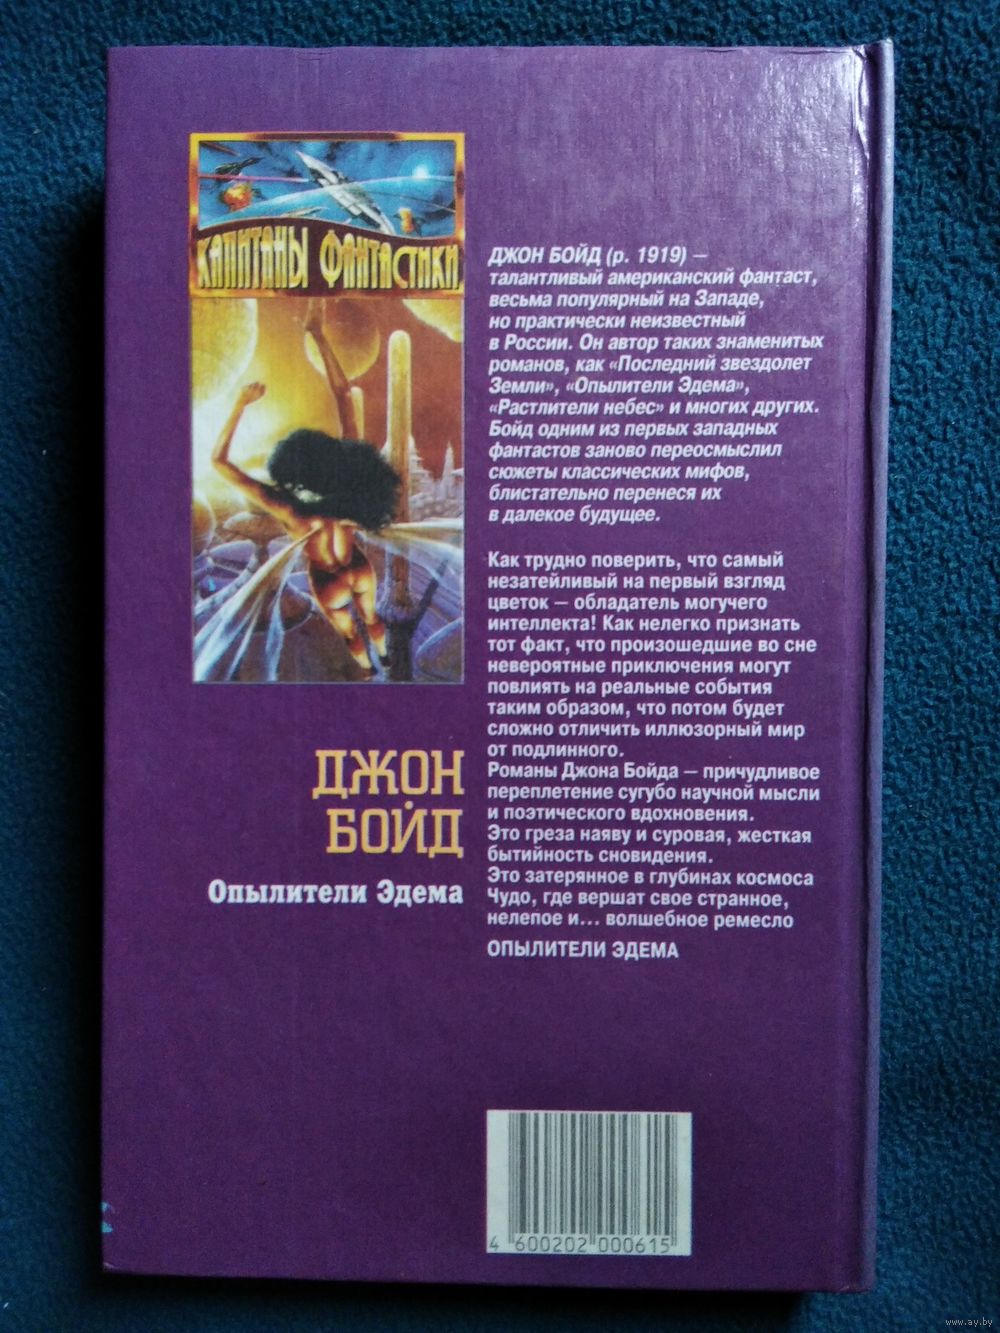 КАПИТАНЫ ФАНТАСТИКИ
ДЖОН
БОЙД
Опылители Эдема
ДЖОН БОЙД (р. 1919) —
талантливый американский фантаст,
весьма популярный на Западе,
но практически неизвестный
в России. Он автор таких знаменитых
романов, как «Последний звездолет
Земли», «Опылители Эдема»,
«Растлители небес» и многих других.
Бойд одним из первых западных
фантастов заново переосмыслил
сюжеты классических мифов,
блистательно перенеся их
в далекое будущее.
Как трудно поверить, что самый
незатейливый на первый взгляд
цветок — обладатель могучего
интеллекта! Как нелегко признать
тот факт, что произошедшие во сне
невероятные приключения могут
повлиять на реальные события
таким образом, что потом будет
сложно отличить иллюзорный мир
от подлинного.
Романы Джона Бойда — причудливое
переплетение сугубо научной мысли
и поэтического вдохновения.
Это греза наяву и суровая, жесткая
бытийность сновидения.
Это затерянное в глубинах космоса
Чудо, где вершат свое странное,
нелепое и... волшебное ремесло
ОПЫЛИТЕЛИ ЭДЕМА
4 600202 000615
www.ay.by